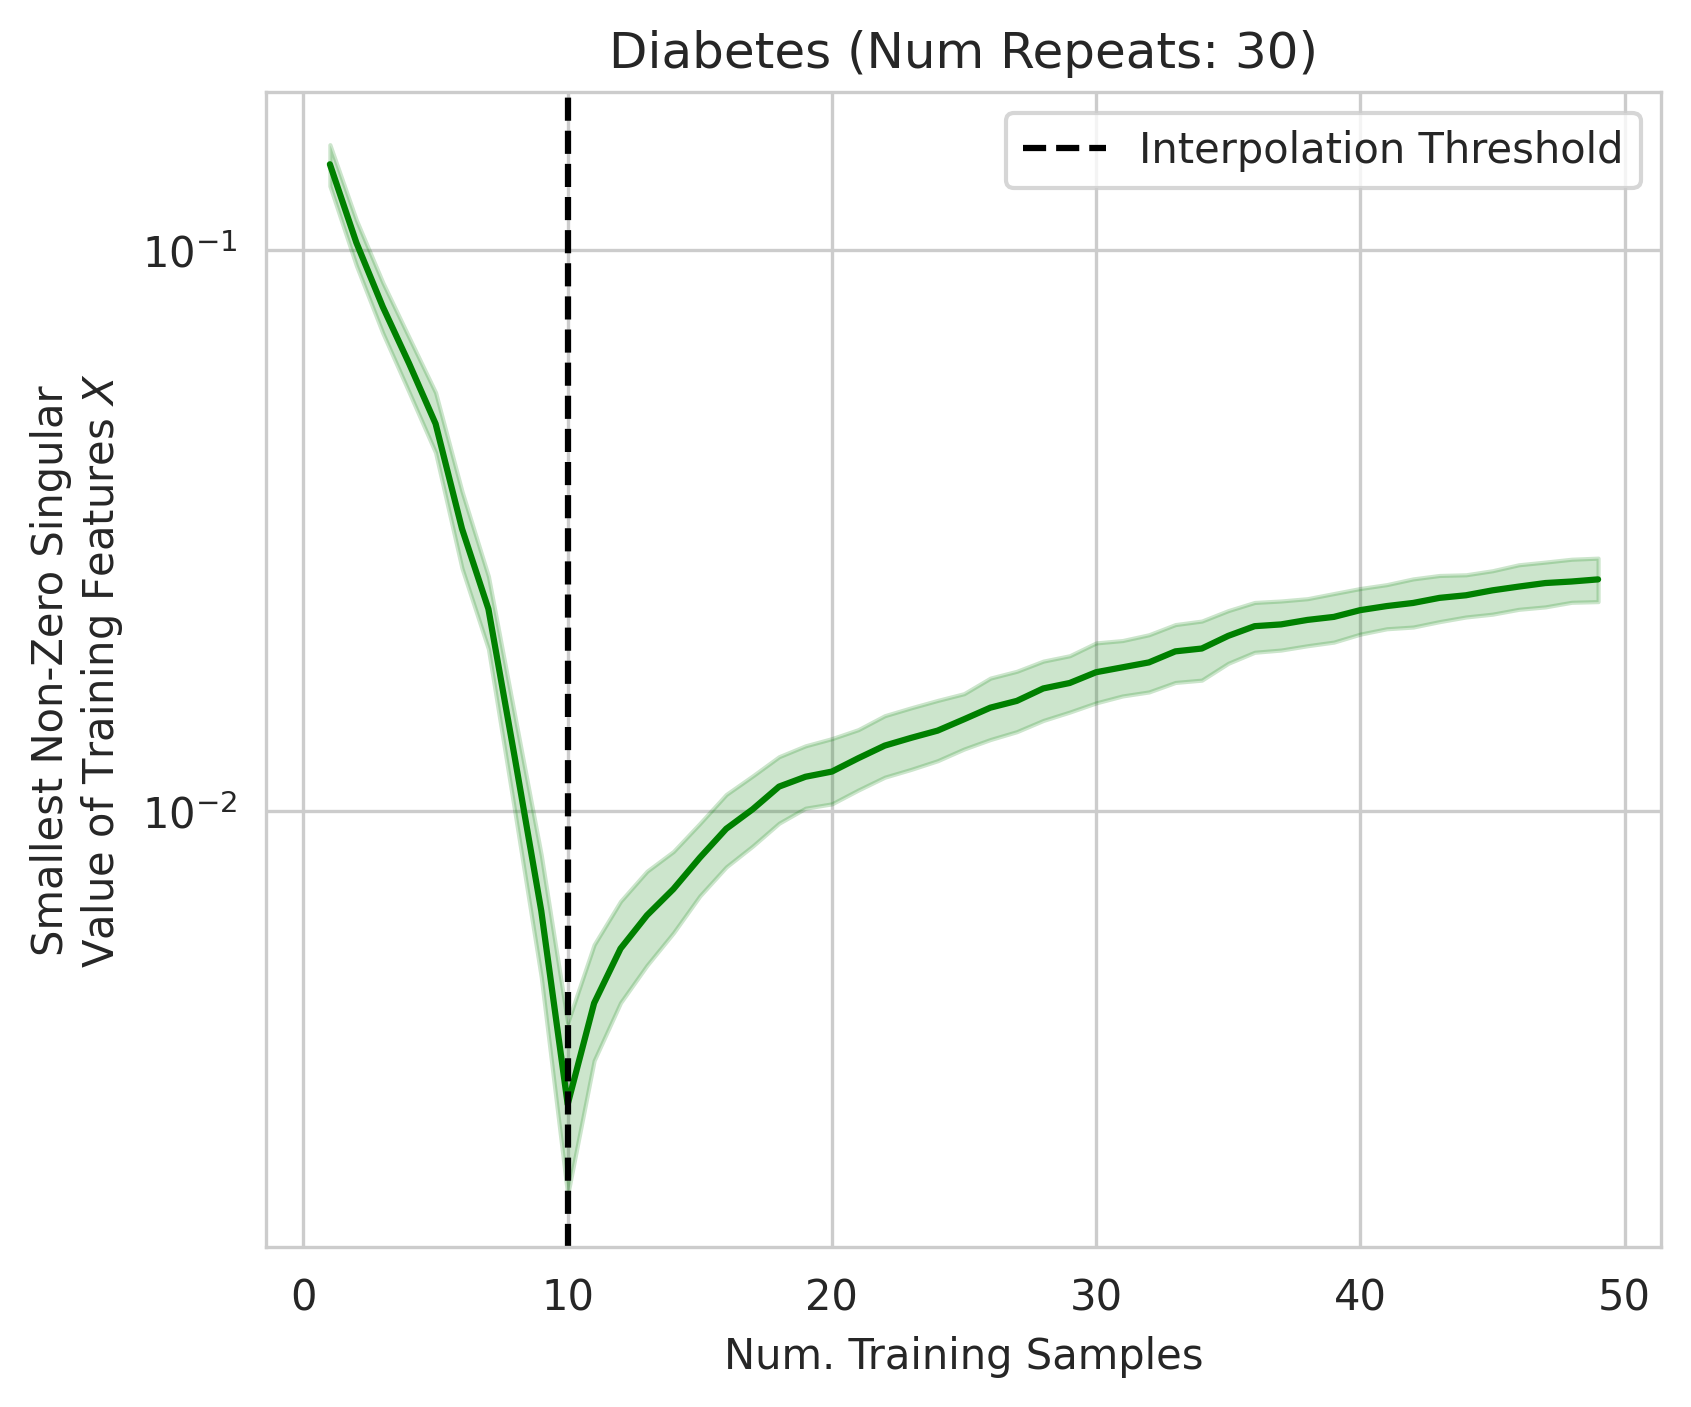 Diabetes (Num Repeats: 30)
Interpolation Threshold
Smallest Non-Zero Singular
Value of Training Features X
10⁻¹
10⁻²
0 10 20 30 40 50
Num. Training Samples